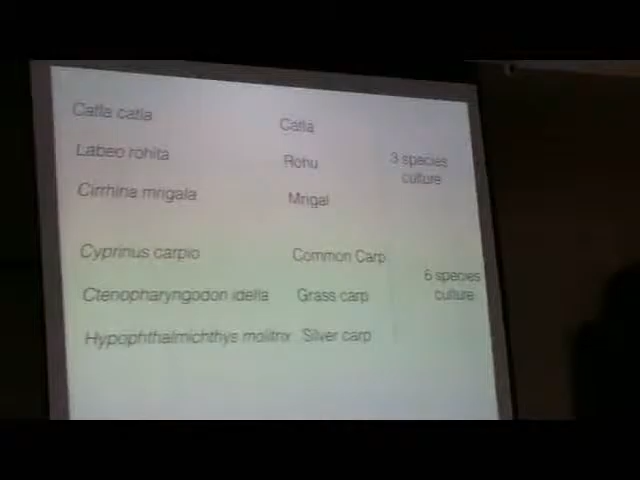 Catla catla Catla
Labeo rohita Rohu 3 species
culture
Cirrhina mrigala Mrigal
Cyprinus carpio Common Carp
6 species
culture
Ctenopharyngodon idella Grass carp
Hypophthalmichthys molitrix Silver carp